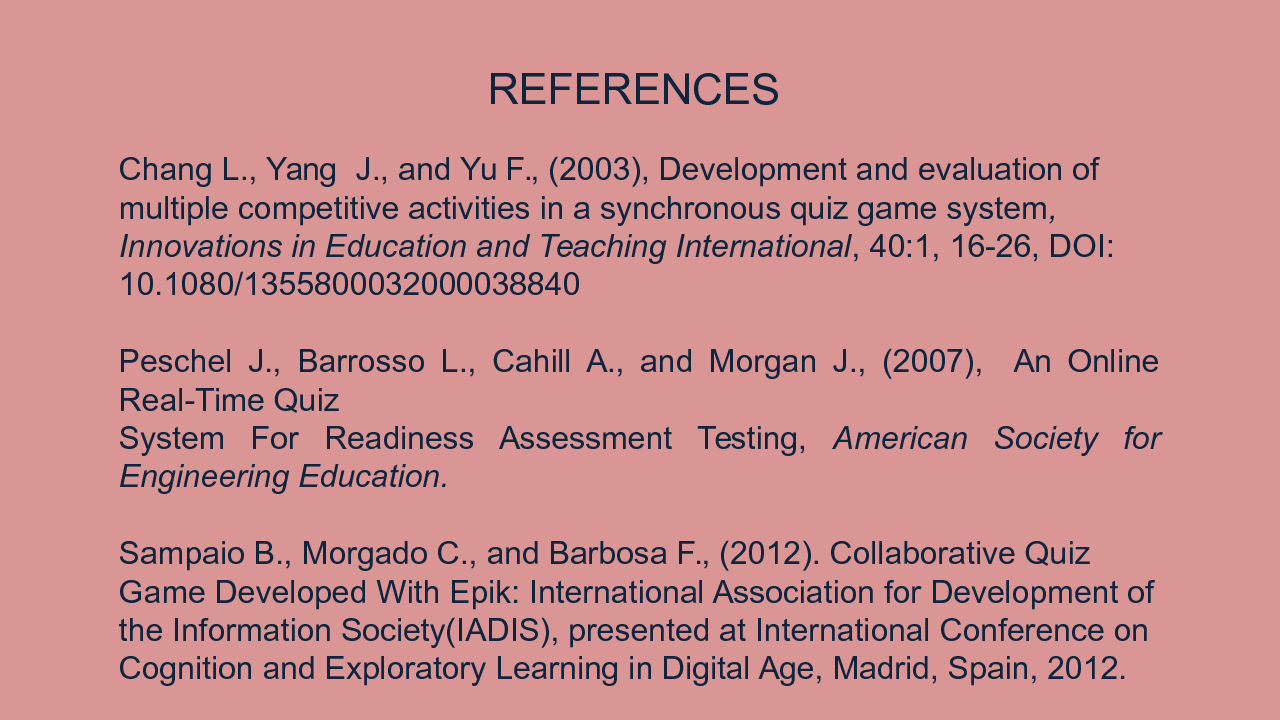 REFERENCES
Chang L., Yang  J., and Yu F., (2003), Development and evaluation of
multiple competitive activities in a synchronous quiz game system,
Innovations in Education and Teaching International, 40:1, 16-26, DOI:
10.1080/1355800032000038840
Peschel J., Barrosso L., Cahill A., and Morgan J., (2007),  An Online
Real-Time Quiz
System For Readiness Assessment Testing, American Society for
Engineering Education.
Sampaio B., Morgado C., and Barbosa F., (2012). Collaborative Quiz
Game Developed With Epik: International Association for Development of
the Information Society(IADIS), presented at International Conference on
Cognition and Exploratory Learning in Digital Age, Madrid, Spain, 2012.